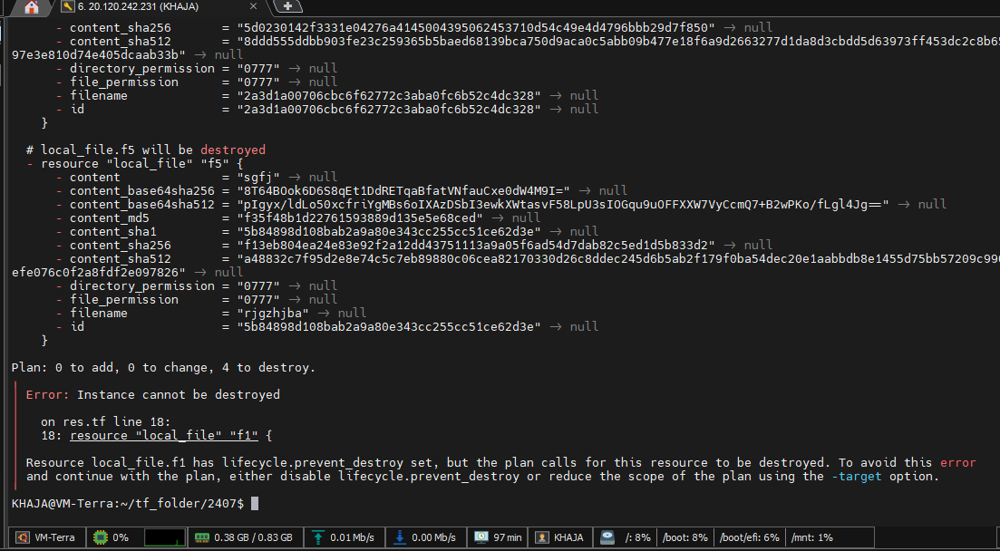 6. 20.120.242.231 (KHAJA)
- content_sha256 = "5d0230142f3331e04276a4145004395062453710d54c49e4d4796bbb29d7f850" -> null
- content_sha512 = "8ddd555ddbb903fe23c259365b5baed68139bca750d9aca0c5abb09b477e18f6a9d2663277d1da8d3cbdd5d63973ff453dc2c8b65
97e3e810d74e405dcaab33b" -> null
- directory_permission = "0777" -> null
- file_permission = "0777" -> null
- filename = "2a3d1a00706cbc6f62772c3aba0fc6b52c4dc328" -> null
- id = "2a3d1a00706cbc6f62772c3aba0fc6b52c4dc328" -> null
}
# local_file.f5 will be destroyed
- resource "local_file" "f5" {
- content = "sgfj" -> null
- content_base64sha256 = "8T64BOok6D6S8qEt1DdRETqaBfatVNfauCxe0dW4M9I=" -> null
- content_base64sha512 = "pIgyx/ldLo50xcfriYgMBs6oIXAzDSbI3ewkXWtasvF58LpU3sIOGqu9uOFFXXW7VyCcmQ7+B2wPKo/fLgl4Jg==" -> null
- content_md5 = "f35f48b1d22761593889d135e5e68ced" -> null
- content_sha1 = "5b84898d108bab2a9a80e343cc255cc51ce62d3e" -> null
- content_sha256 = "f13eb804ea24e83e92f2a12dd43751113a9a05f6ad54d7dab82c5ed1d5b833d2" -> null
- content_sha512 = "a48832c7f95d2e8e74c5c7eb89880c06cea82170330d26c8ddec245d6b5ab2f179f0ba54dec20e1aabbdb8e1455d75bb57209c990
efe076c0f2a8fdf2e097826" -> null
- directory_permission = "0777" -> null
- file_permission = "0777" -> null
- filename = "rjgzhjba" -> null
- id = "5b84898d108bab2a9a80e343cc255cc51ce62d3e" -> null
}
Plan: 0 to add, 0 to change, 4 to destroy.
Error: Instance cannot be destroyed
on res.tf line 18:
18: resource "local_file" "f1" {
Resource local_file.f1 has lifecycle.prevent_destroy set, but the plan calls for this resource to be destroyed. To avoid this error
and continue with the plan, either disable lifecycle.prevent_destroy or reduce the scope of the plan using the -target option.
KHAJA@VM-Terra:~/tf_folder/2407$
VM-Terra 0% 0.38 GB / 0.83 GB 0.01 Mb/s 0.00 Mb/s 97 min KHAJA /: 8% /boot: 8% /boot/efi: 6% /mnt: 1%